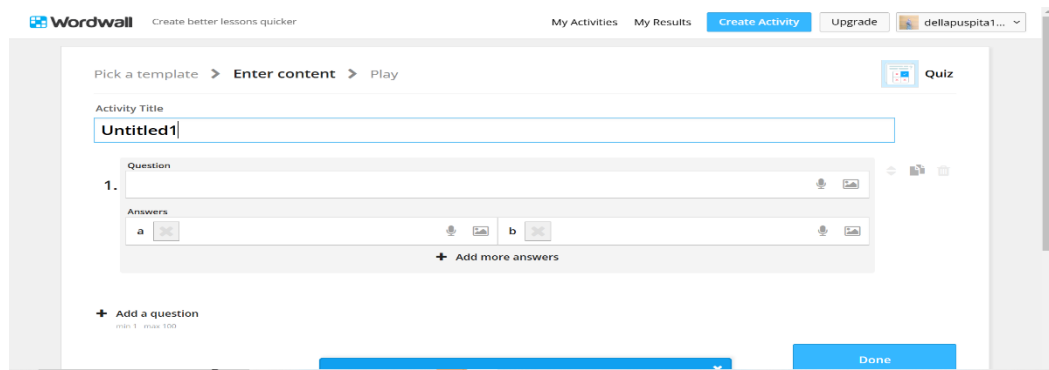 Wordwall Create better lessons quicker My Activities My Results Create Activity Upgrade dellapuspita1...
Pick a template > Enter content > Play Quiz
Activity Title
Untitled1
Question
1.
Answers
a b
+ Add more answers
+ Add a question
min 1 max 100
Done